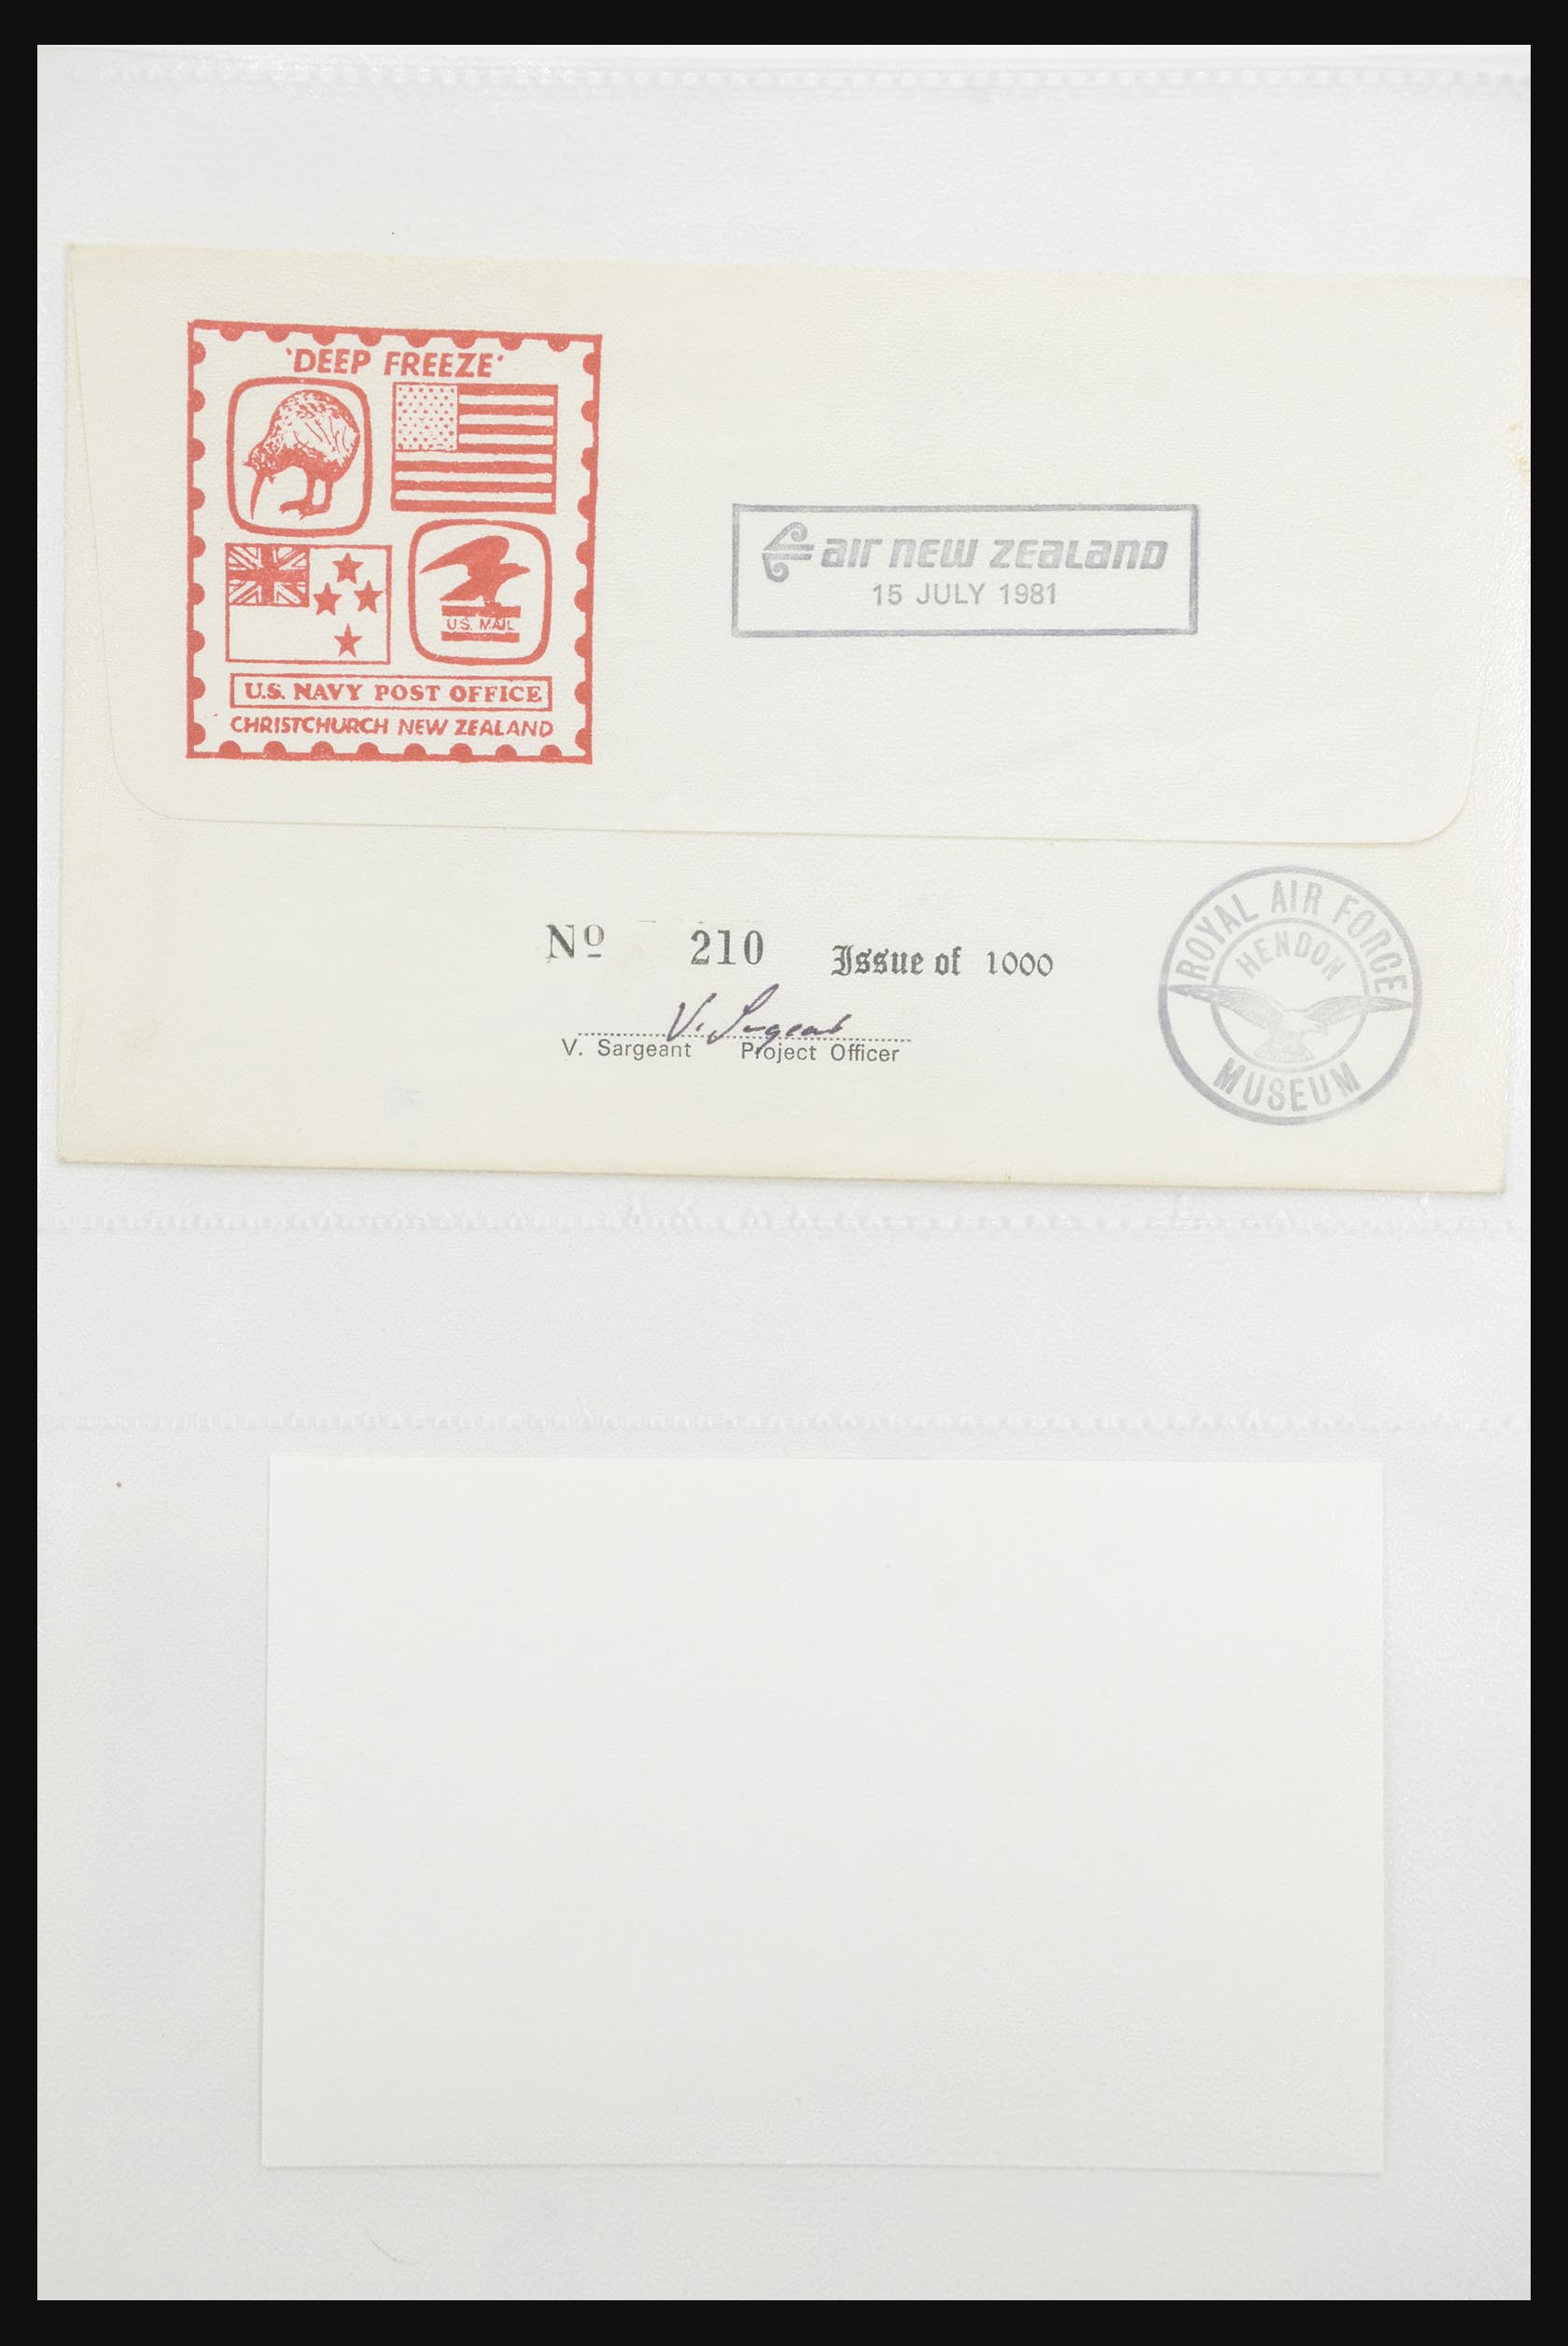 'DEEP FREEZE'
U.S. MAIL
U.S. NAVY POST OFFICE
CHRISTCHURCH NEW ZEALAND
air new zealand
15 JULY 1981
Nº 210 Issue of 1000
V. Sargeant
V. Sargeant Project Officer
ROYAL AIR FORCE
HENDON
MUSEUM